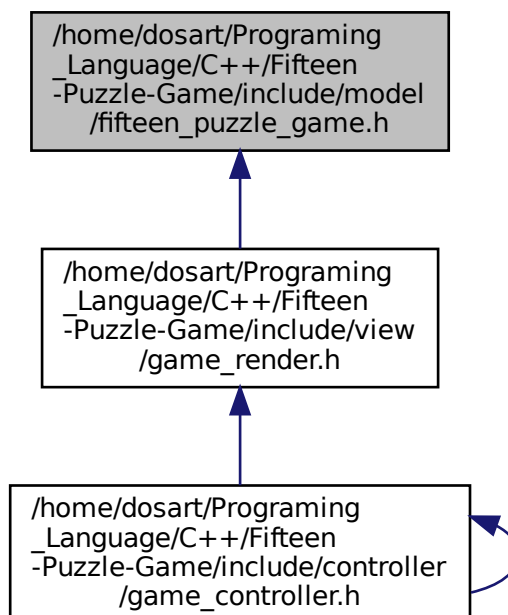 /home/dosart/Programing
_Language/C++/Fifteen
-Puzzle-Game/include/model
/fifteen_puzzle_game.h
/home/dosart/Programing
_Language/C++/Fifteen
-Puzzle-Game/include/view
/game_render.h
/home/dosart/Programing
_Language/C++/Fifteen
-Puzzle-Game/include/controller
/game_controller.h